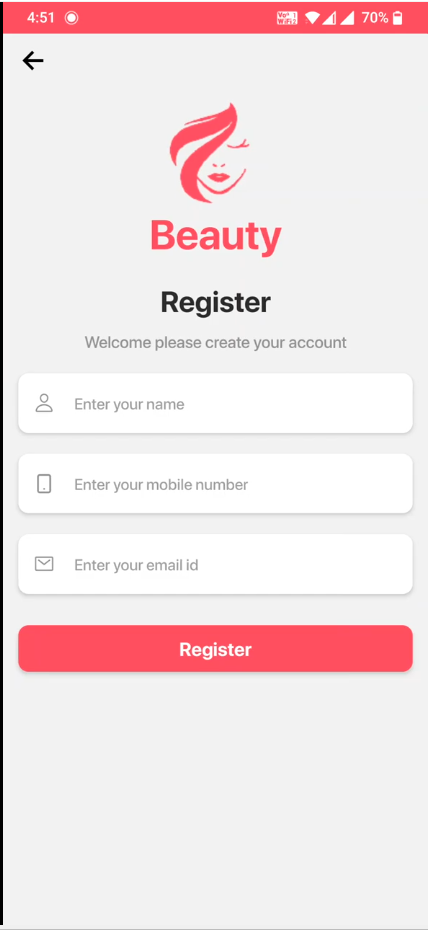 4:51
70%
Beauty
Register
Welcome please create your account
Enter your name
Enter your mobile number
Enter your email id
Register